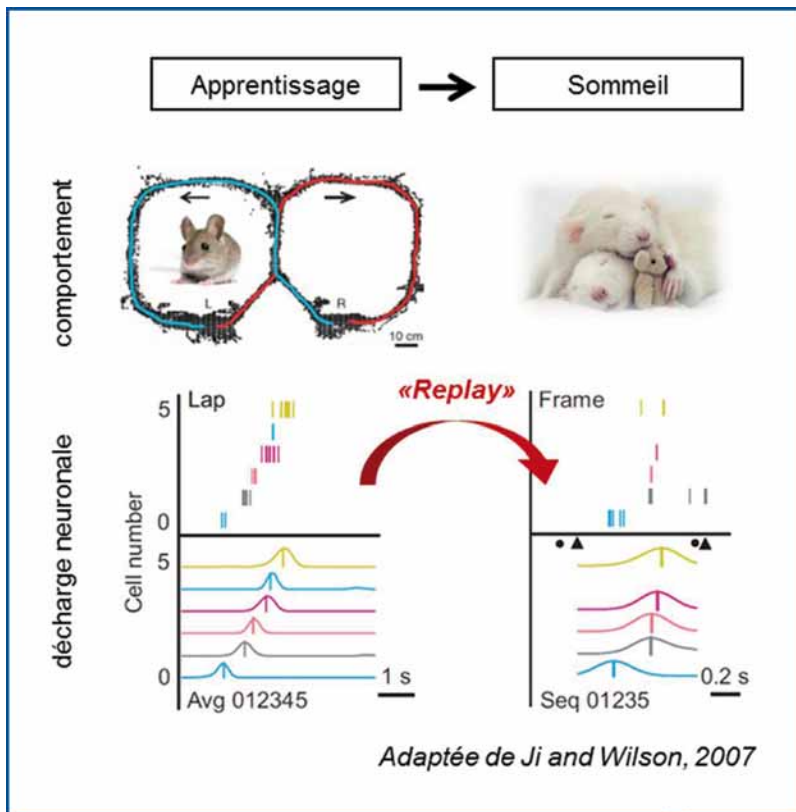 Apprentissage
Sommeil
comportement
L
R
10 cm
décharge neuronale
Cell number
5
0
5
0
Lap
«Replay»
Frame
1 s
0.2 s
Avg 012345
Seq 01235
Adaptée de Ji and Wilson, 2007